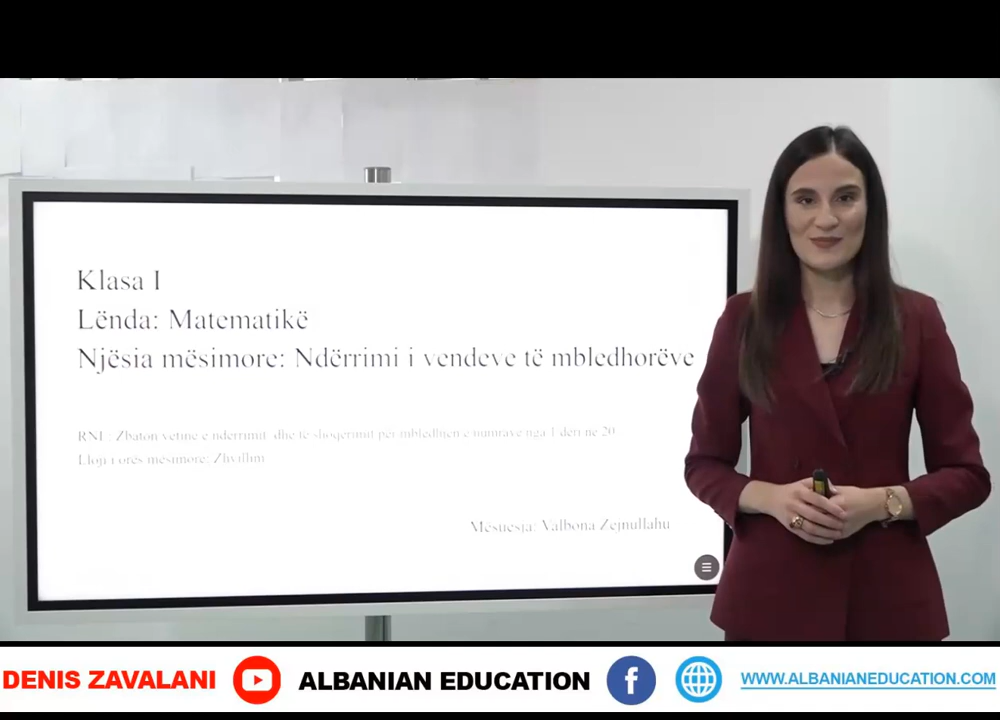 Klasa I
Lënda: Matematikë
Njësia mësimore: Ndërrimi i vendeve të mbledhorëve
RNL: Zbaton vetinë e ndërrimit dhe të shoqërimit për mbledhjen e numrave nga 1 deri në 20
Lloji i orës mësimore: Zhvillim
Mësuesja: Valbona Zejnullahu
DENIS ZAVALANI ALBANIAN EDUCATION WWW.ALBANIANEDUCATION.COM